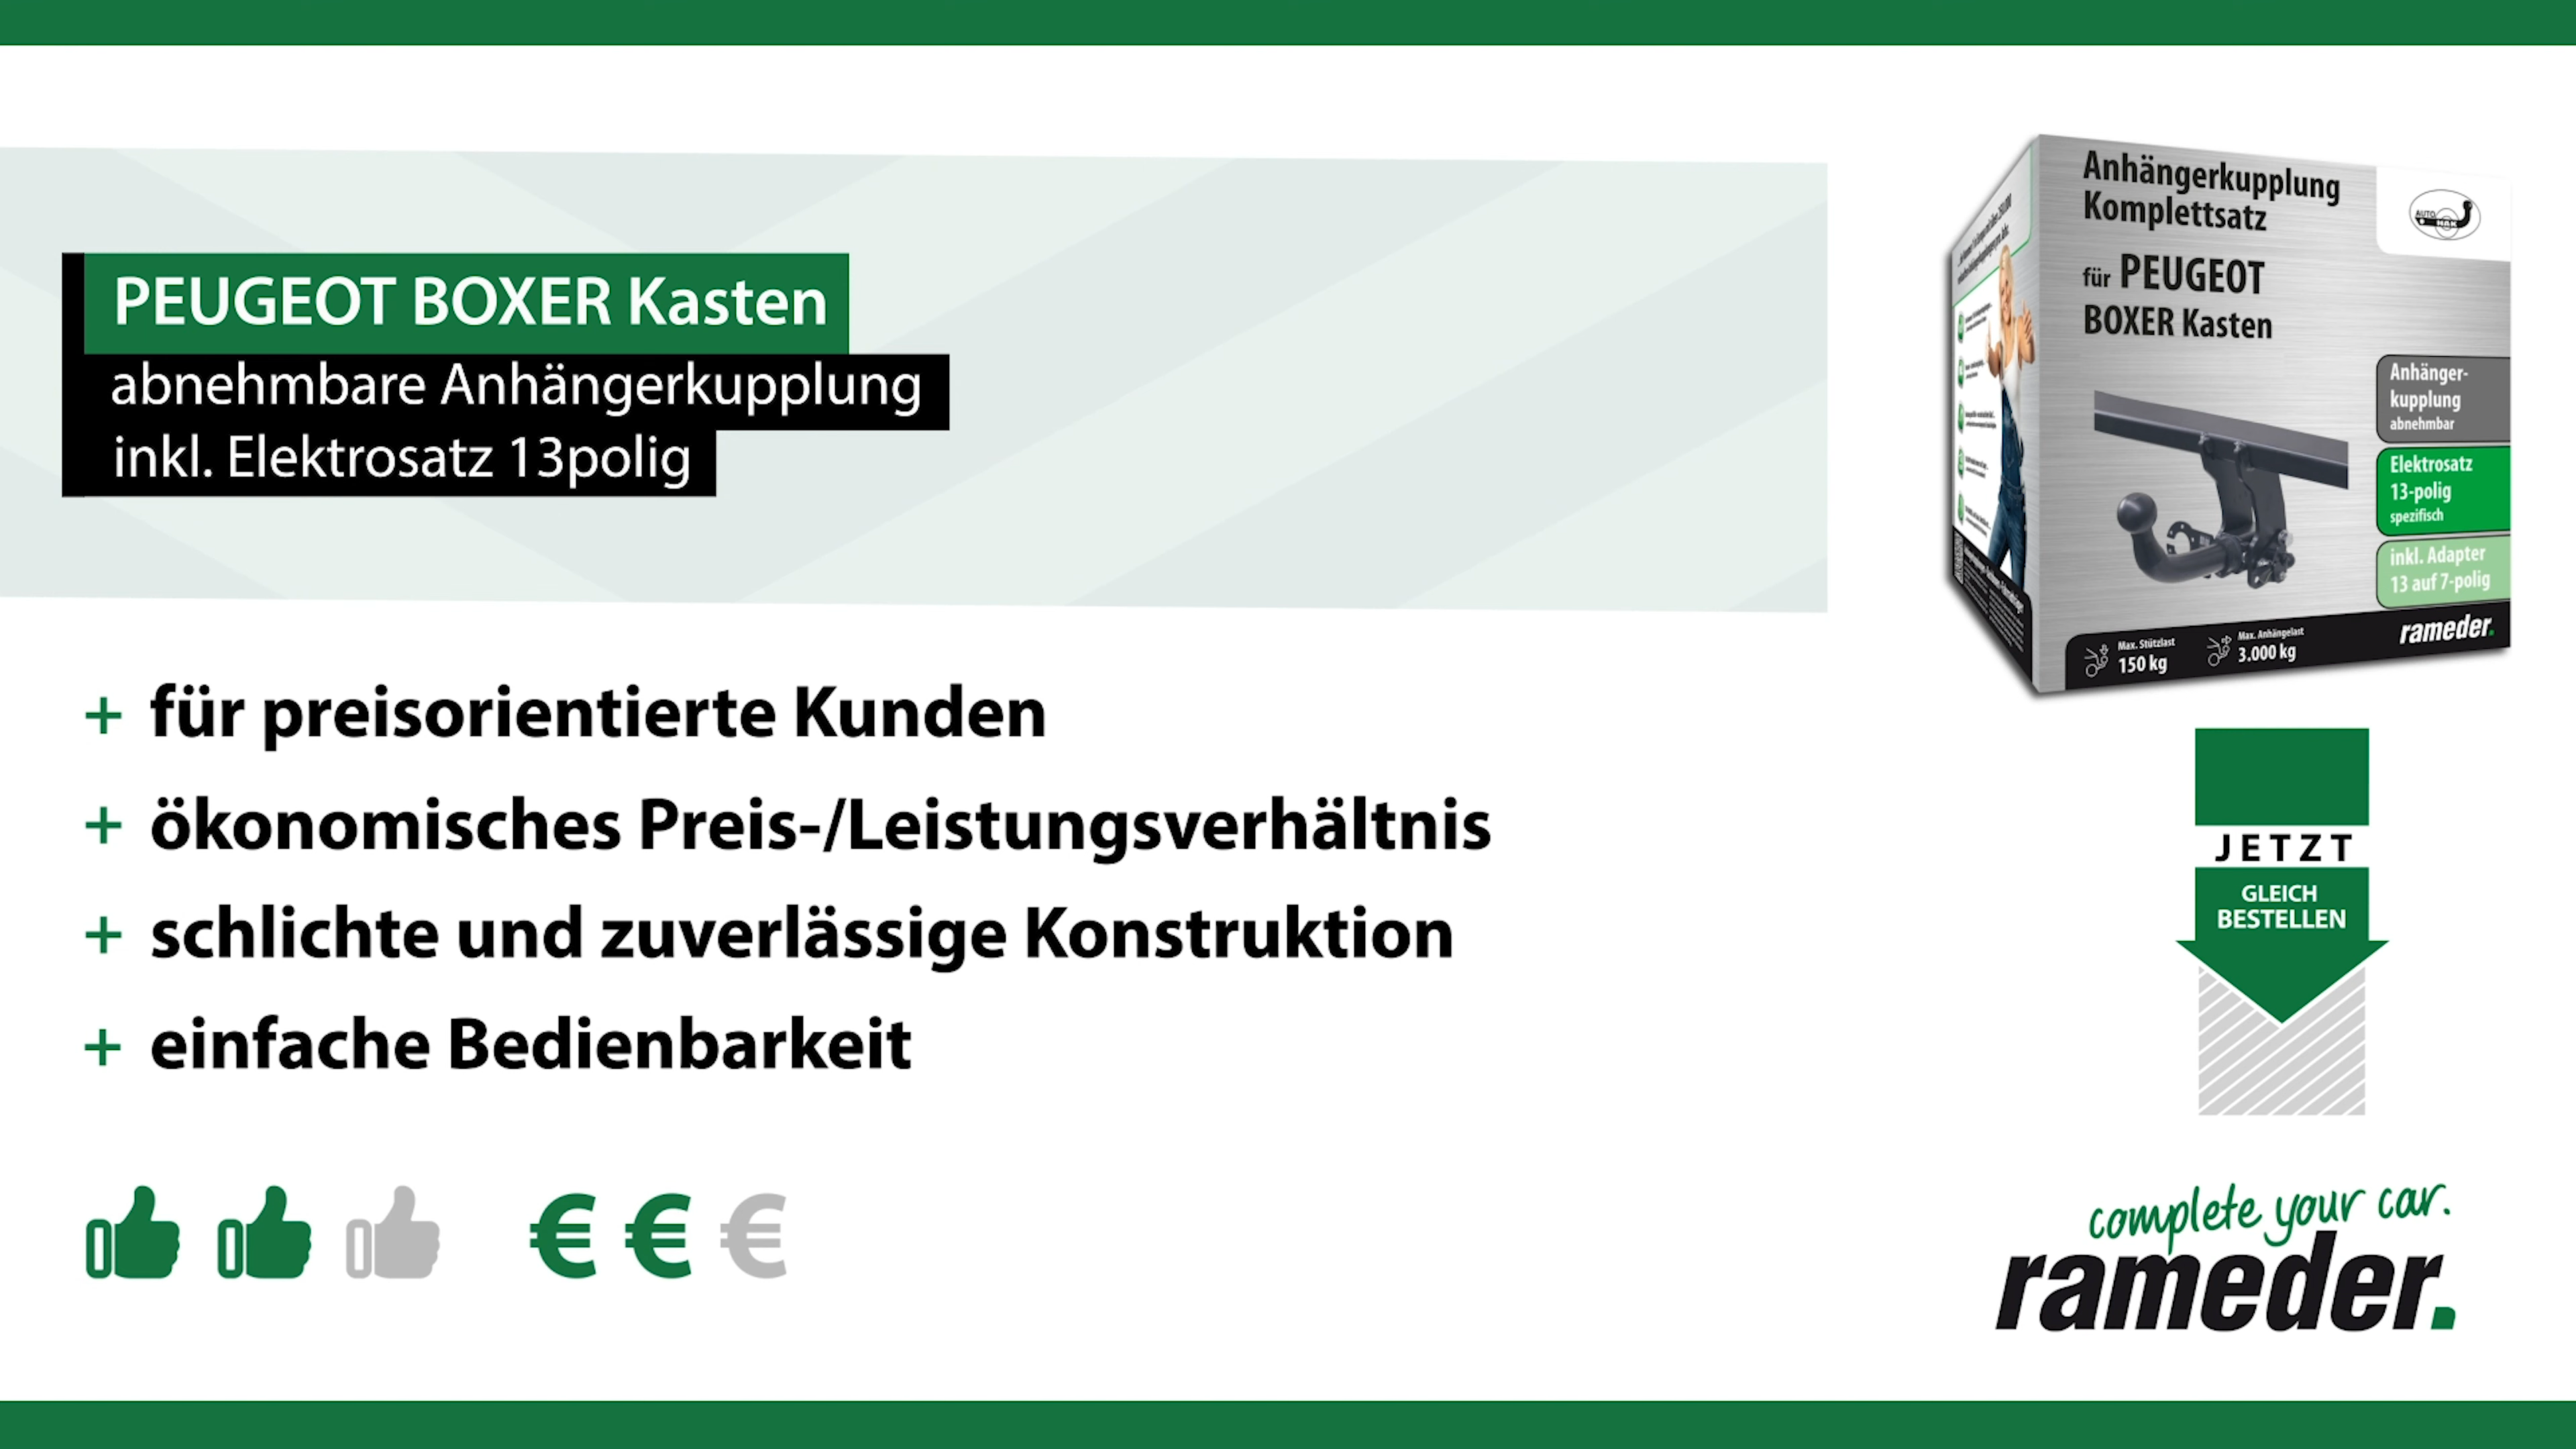 PEUGEOT BOXER Kasten
abnehmbare Anhängerkupplung
inkl. Elektrosatz 13polig
+ für preisorientierte Kunden
+ ökonomisches Preis-/Leistungsverhältnis
+ schlichte und zuverlässige Konstruktion
+ einfache Bedienbarkeit
€ € €
Anhängerkupplung
Komplettsatz
für PEUGEOT
BOXER Kasten
AUTO
HAK
Anhänger-
kupplung
abnehmbar
Elektrosatz
13-polig
spezifisch
inkl. Adapter
13 auf 7-polig
Max. Stützlast
150 kg
Max. Anhängelast
3.000 kg
rameder.
JETZT
GLEICH
BESTELLEN
complete your car.
rameder.